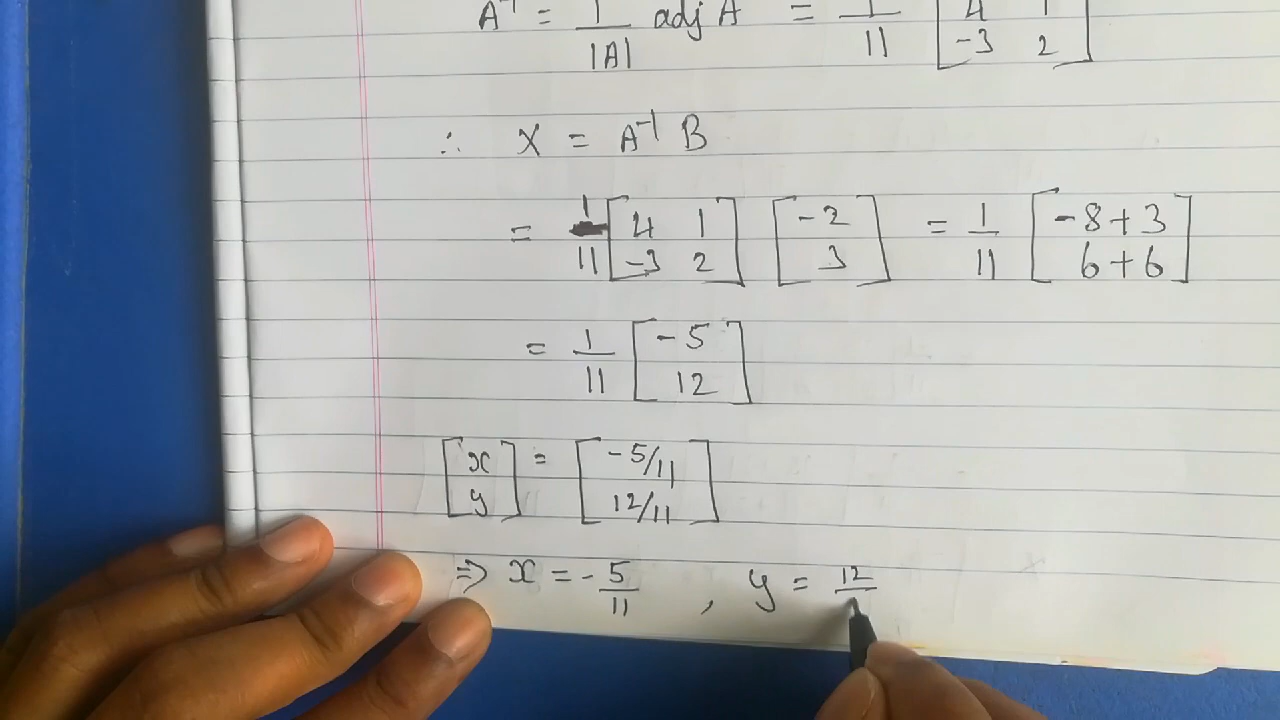 A⁻¹ = 1/|A| adj A = 1/11 [4 1; -3 2]
∴ X = A⁻¹ B
= 1/11 [4 1; -3 2] [-2; 3] = 1/11 [-8+3; 6+6]
= 1/11 [-5; 12]
[x; y] = [-5/11; 12/11]
⇒ x = -5/11 , y = 12/